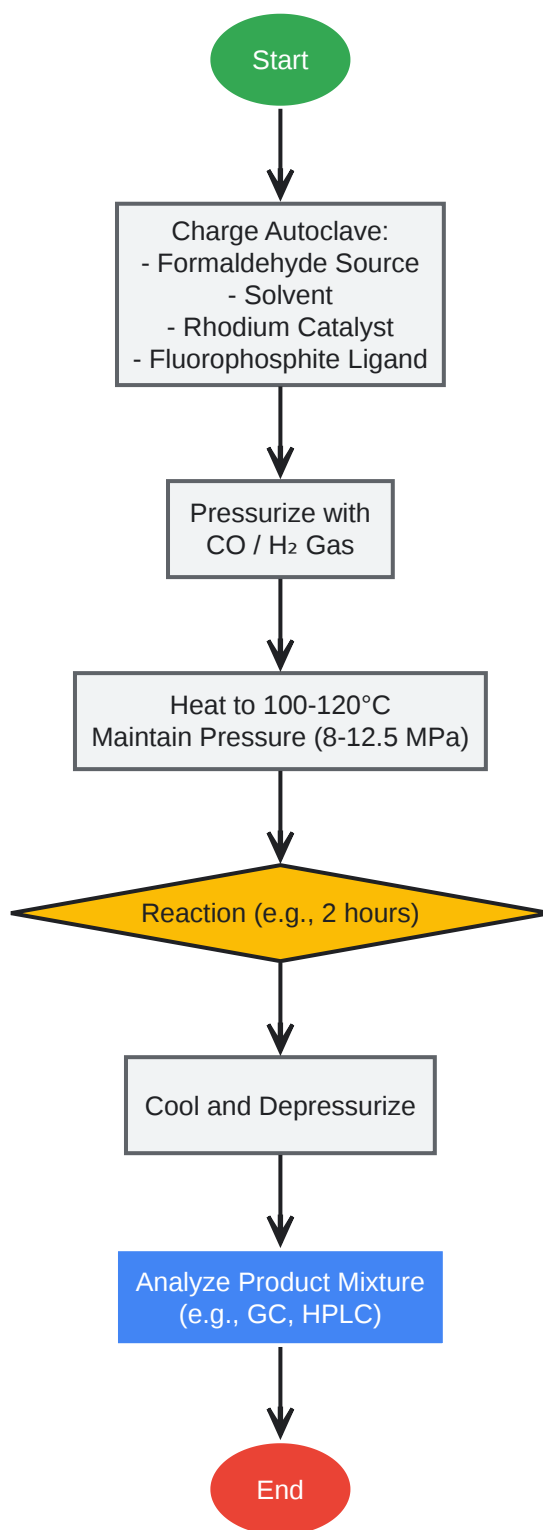 Start
Charge Autoclave:
- Formaldehyde Source
- Solvent
- Rhodium Catalyst
- Fluorophosphite Ligand
Pressurize with
CO / H₂ Gas
Heat to 100-120°C
Maintain Pressure (8-12.5 MPa)
Reaction (e.g., 2 hours)
Cool and Depressurize
Analyze Product Mixture
(e.g., GC, HPLC)
End